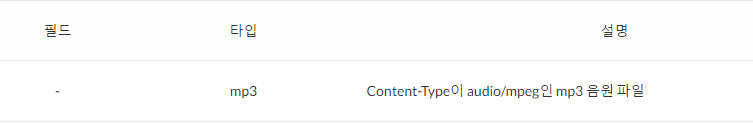 필드 타입 설명
- mp3 Content-Type이 audio/mpeg인 mp3 음원 파일